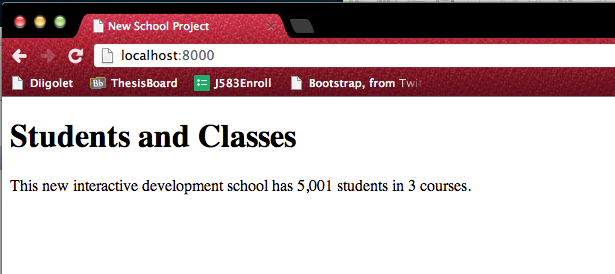 New School Project
localhost:8000
Diigolet ThesisBoard J583Enroll Bootstrap, from Twit
Students and Classes
This new interactive development school has 5,001 students in 3 courses.